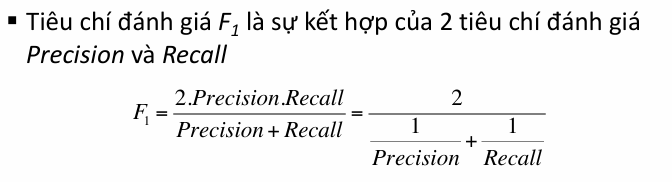 ▪ Tiêu chí đánh giá F₁ là sự kết hợp của 2 tiêu chí đánh giá
Precision và Recall
F₁ = 2.Precision.Recall / (Precision + Recall) = 2 / (1/Precision + 1/Recall)